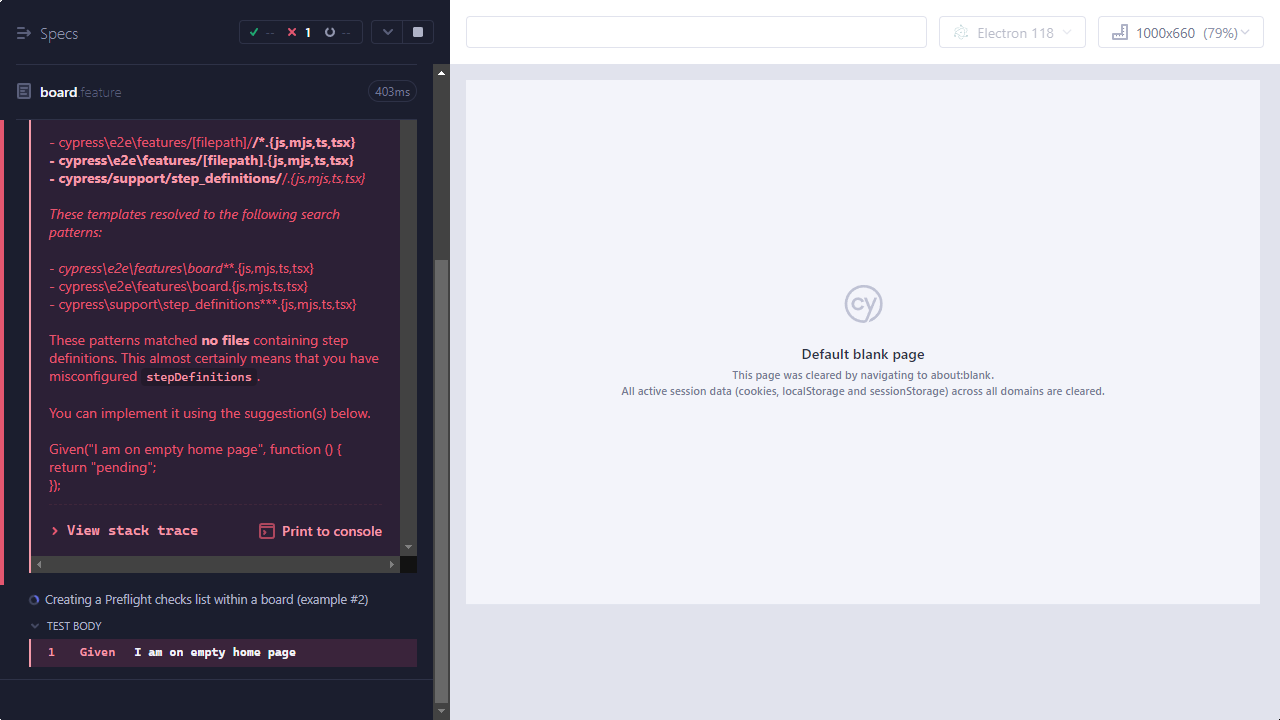 Specs
-- 1 --
Electron 118
1000x660 (79%)
board.feature
403ms
- cypress\e2e\features/[filepath]//*.{js,mjs,ts,tsx}
- cypress\e2e\features/[filepath].{js,mjs,ts,tsx}
- cypress/support/step_definitions//.{js,mjs,ts,tsx}
These templates resolved to the following search
patterns:
- cypress\e2e\features\board**.{js,mjs,ts,tsx}
- cypress\e2e\features\board.{js,mjs,ts,tsx}
- cypress\support\step_definitions***.{js,mjs,ts,tsx}
These patterns matched no files containing step
definitions. This almost certainly means that you have
misconfigured stepDefinitions.
You can implement it using the suggestion(s) below.
Given("I am on empty home page", function () {
return "pending";
});
View stack trace
Print to console
Creating a Preflight checks list within a board (example #2)
TEST BODY
1 Given I am on empty home page
cy
Default blank page
This page was cleared by navigating to about:blank.
All active session data (cookies, localStorage and sessionStorage) across all domains are cleared.